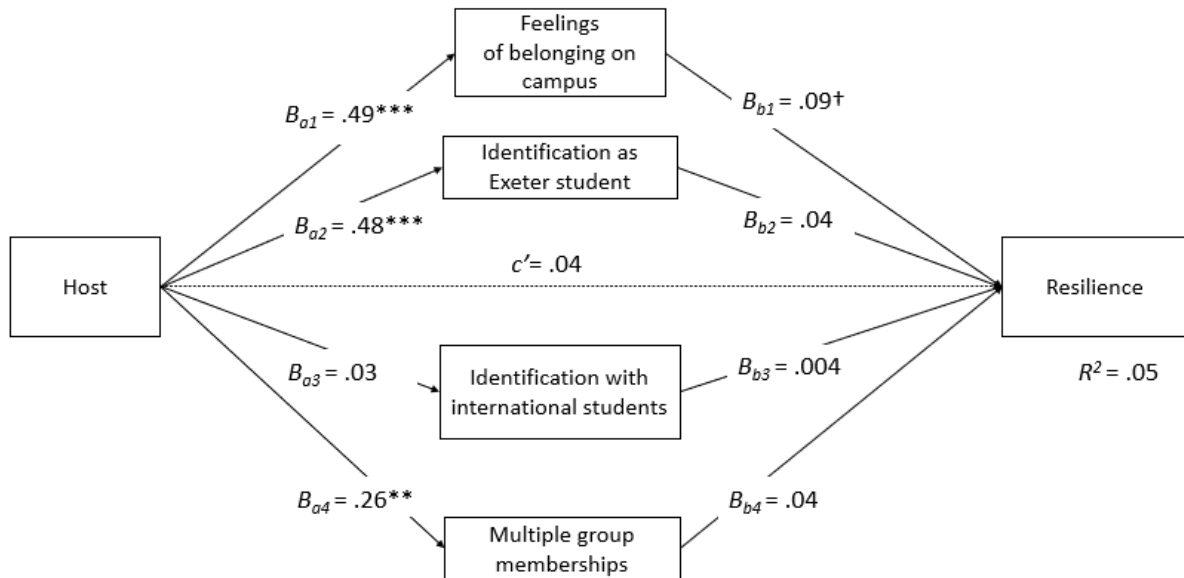 Feelings
of belonging on
campus
B_a1 = .49***
B_b1 = .09†
Identification as
Exeter student
B_a2 = .48***
B_b2 = .04
c′= .04
Host
Resilience
B_a3 = .03
Identification with
international students
B_b3 = .004
R² = .05
B_a4 = .26**
B_b4 = .04
Multiple group
memberships